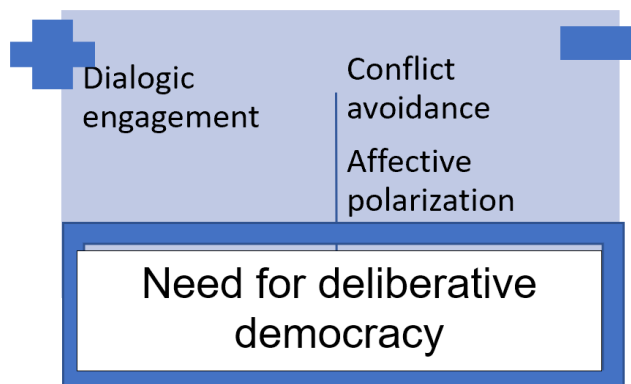 Dialogic
engagement
Conflict
avoidance
Affective
polarization
Need for deliberative
democracy